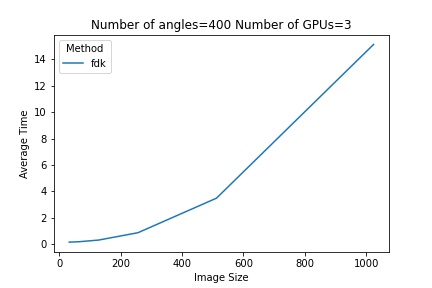 Number of angles=400 Number of GPUs=3
Method
fdk
14
12
10
8
6
4
2
0
Average Time
0 200 400 600 800 1000
Image Size